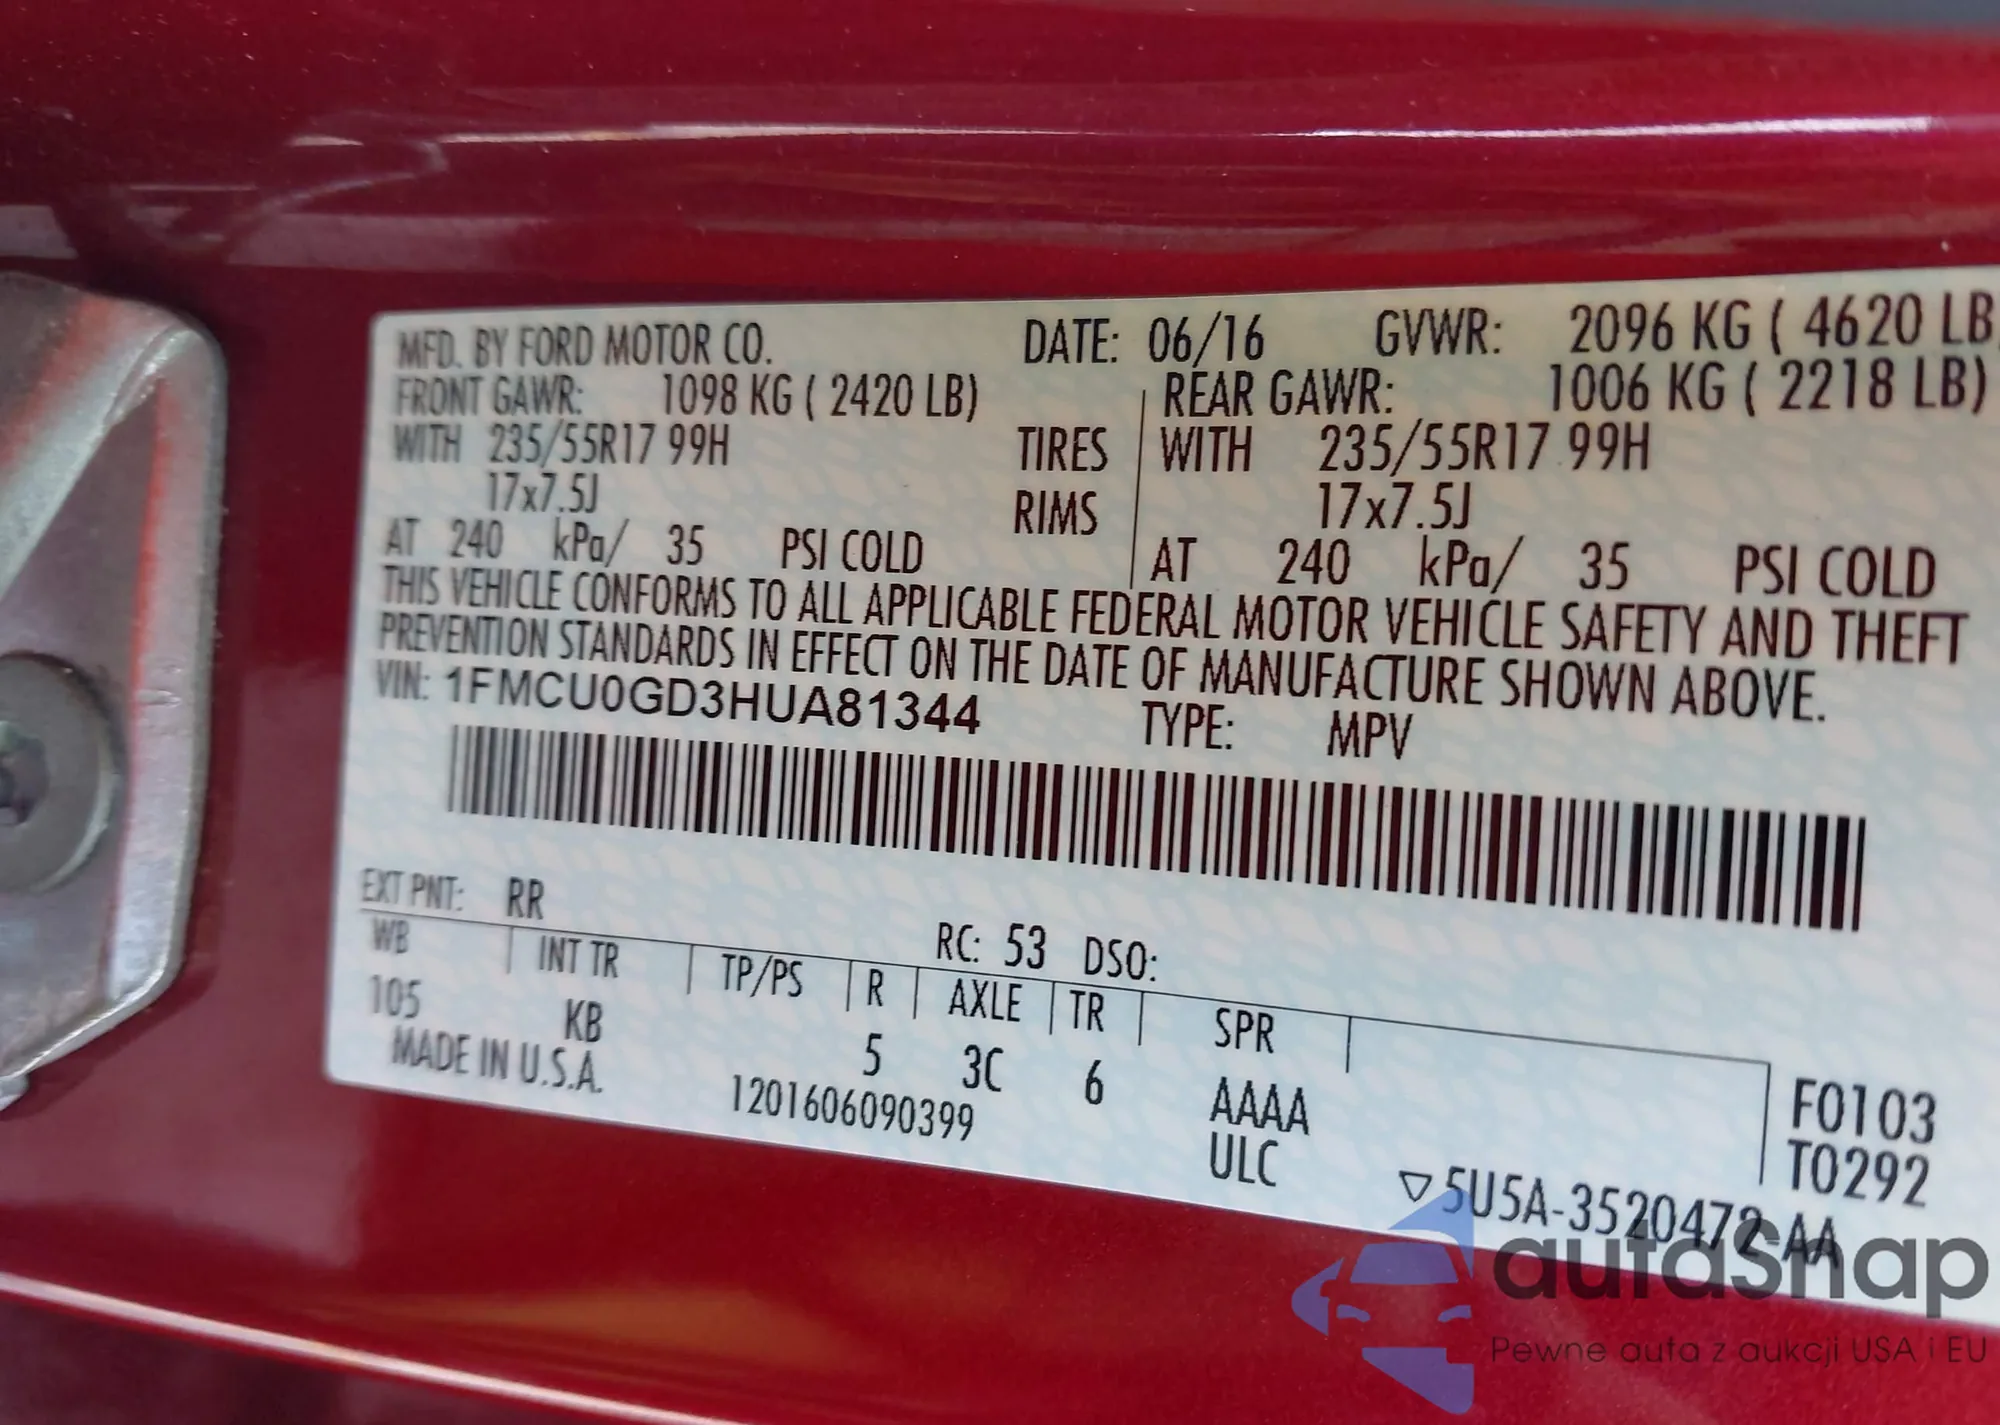 MFD. BY FORD MOTOR CO. DATE: 06/16 GVWR: 2096 KG ( 4620 LB
FRONT GAWR: 1098 KG ( 2420 LB) REAR GAWR: 1006 KG ( 2218 LB)
WITH 235/55R17 99H TIRES WITH 235/55R17 99H
17x7.5J RIMS 17x7.5J
AT 240 kPa/ 35 PSI COLD AT 240 kPa/ 35 PSI COLD
THIS VEHICLE CONFORMS TO ALL APPLICABLE FEDERAL MOTOR VEHICLE SAFETY AND THEFT
PREVENTION STANDARDS IN EFFECT ON THE DATE OF MANUFACTURE SHOWN ABOVE.
VIN: 1FMCU0GD3HUA81344 TYPE: MPV
EXT PNT: RR RC: 53 DSO:
WB INT TR TP/PS R AXLE TR SPR
105 KB 5 3C 6 AAAA F0103
MADE IN U.S.A. 1201606090399 ULC T0292
▽5U5A-3520472-AA
autaSnap
Pewne auta z aukcji USA i EU